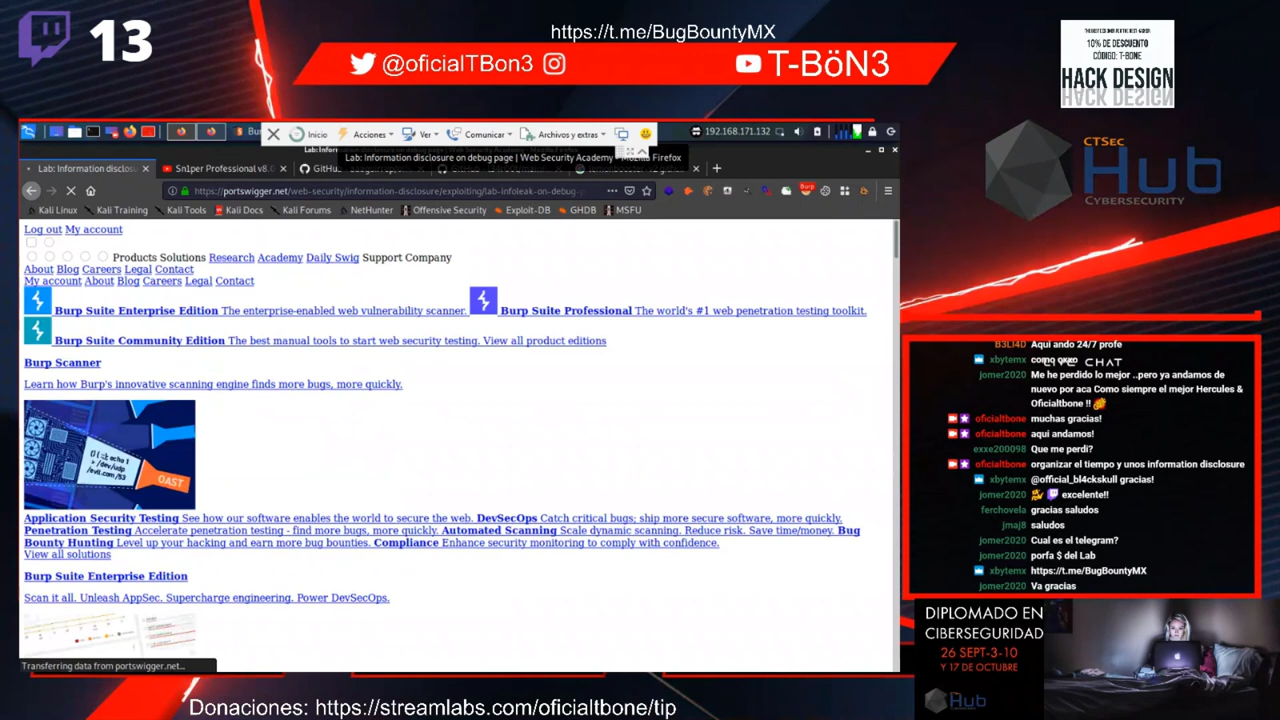 13
https://t.me/BugBountyMX
@oficialTBon3
T-BöN3
10% DE DESCUENTO
CÓDIGO: T-BONE
HACK DESIGN
CTSec
Hub
CYBERSECURITY
Inicio Acciones Ver Comunicar Archivos y extras
192.168.171.132
Lab: Information disclosure on debug page | Web Security Academy - Mozilla Firefox
Lab: Information disclos Sn1per Professional v8. GitHu
https://portswigger.net/web-security/information-disclosure/exploiting/lab-infoleak-on-debug-
Kali Linux Kali Training Kali Tools Kali Docs Kali Forums NetHunter Offensive Security Exploit-DB GHDB MSFU
Log out My account
Products Solutions Research Academy Daily Swig Support Company
About Blog Careers Legal Contact
My account About Blog Careers Legal Contact
Burp Suite Enterprise Edition The enterprise-enabled web vulnerability scanner. Burp Suite Professional The world's #1 web penetration testing toolkit.
Burp Suite Community Edition The best manual tools to start web security testing. View all product editions
Burp Scanner
Learn how Burp's innovative scanning engine finds more bugs, more quickly.
OAST
Application Security Testing See how our software enables the world to secure the web. DevSecOps Catch critical bugs; ship more secure software, more quickly.
Penetration Testing Accelerate penetration testing - find more bugs, more quickly. Automated Scanning Scale dynamic scanning. Reduce risk. Save time/money. Bug
Bounty Hunting Level up your hacking and earn more bug bounties. Compliance Enhance security monitoring to comply with confidence.
View all solutions
Burp Suite Enterprise Edition
Scan it all. Unleash AppSec. Supercharge engineering. Power DevSecOps.
Transferring data from portswigger.net...
B3LI4D Aqui ando 24/7 profe
xbytemx como oxxo
CHAT
jomer2020 Me he perdido lo mejor ..pero ya andamos de
nuevo por aca Como siempre el mejor Hercules &
Oficialtbone !!
oficialtbone muchas gracias!
oficialtbone aqui andamos!
exxe200098 Que me perdi?
oficialtbone organizar el tiempo y unos information disclosure
xbytemx @official_bl4ckskull gracias!
jomer2020 excelente!!
ferchovela gracias saludos
jmaj8 saludos
jomer2020 Cual es el telegram?
jomer2020 porfa $ del Lab
xbytemx https://t.me/BugBountyMX
jomer2020 Va gracias
DIPLOMADO EN
CIBERSEGURIDAD
26 SEPT-3-10
Y 17 DE OCTUBRE
Hub
Donaciones: https://streamlabs.com/oficialtbone/tip